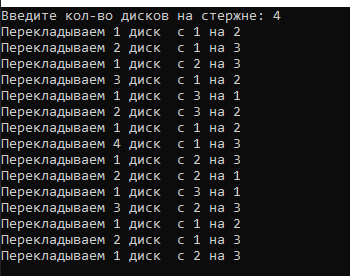 Введите кол-во дисков на стержне: 4
Перекладываем 1 диск  с 1 на 2
Перекладываем 2 диск  с 1 на 3
Перекладываем 1 диск  с 2 на 3
Перекладываем 3 диск  с 1 на 2
Перекладываем 1 диск  с 3 на 1
Перекладываем 2 диск  с 3 на 2
Перекладываем 1 диск  с 1 на 2
Перекладываем 4 диск  с 1 на 3
Перекладываем 1 диск  с 2 на 3
Перекладываем 2 диск  с 2 на 1
Перекладываем 1 диск  с 3 на 1
Перекладываем 3 диск  с 2 на 3
Перекладываем 1 диск  с 1 на 2
Перекладываем 2 диск  с 1 на 3
Перекладываем 1 диск  с 2 на 3